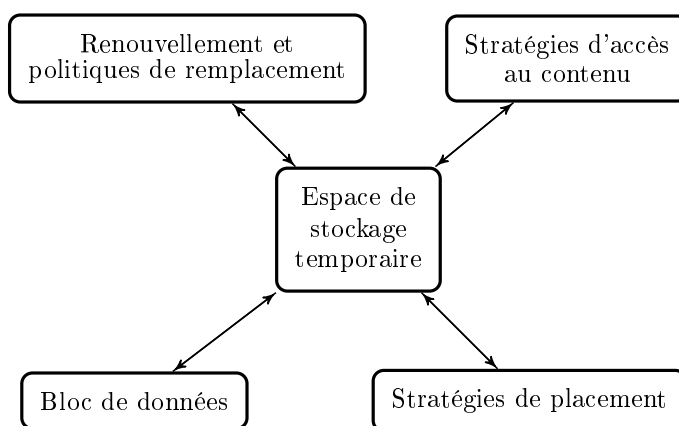 Renouvellement et
politiques de remplacement
Stratégies d'accès
au contenu
Espace de
stockage
temporaire
Bloc de données
Stratégies de placement